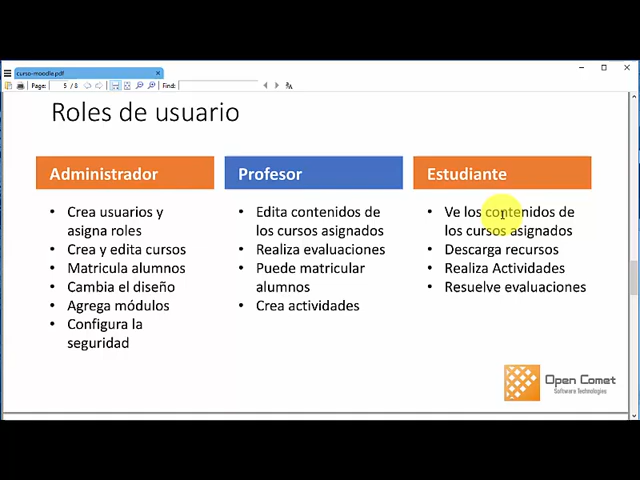 curso-moodle.pdf
Page: 5 / 8 Find:
Roles de usuario
Administrador
• Crea usuarios y
asigna roles
• Crea y edita cursos
• Matricula alumnos
• Cambia el diseño
• Agrega módulos
• Configura la
seguridad
Profesor
• Edita contenidos de
los cursos asignados
• Realiza evaluaciones
• Puede matricular
alumnos
• Crea actividades
Estudiante
• Ve los contenidos de
los cursos asignados
• Descarga recursos
• Realiza Actividades
• Resuelve evaluaciones
Open Comet
Software Technologies